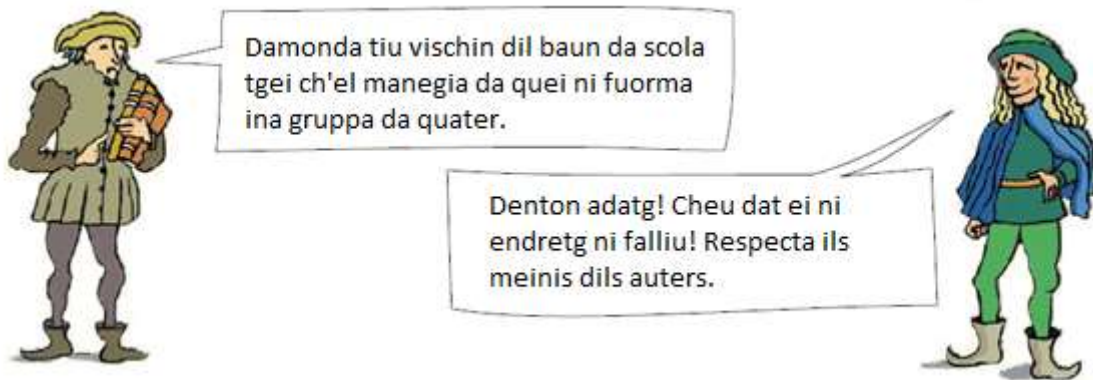 Damonda tiu vischin dil baun da scola
tgei ch'el manegia da quei ni fuorma
ina gruppa da quater.
Denton adatg! Cheu dat ei ni
endretg ni falliu! Respecta ils
meinis dils auters.